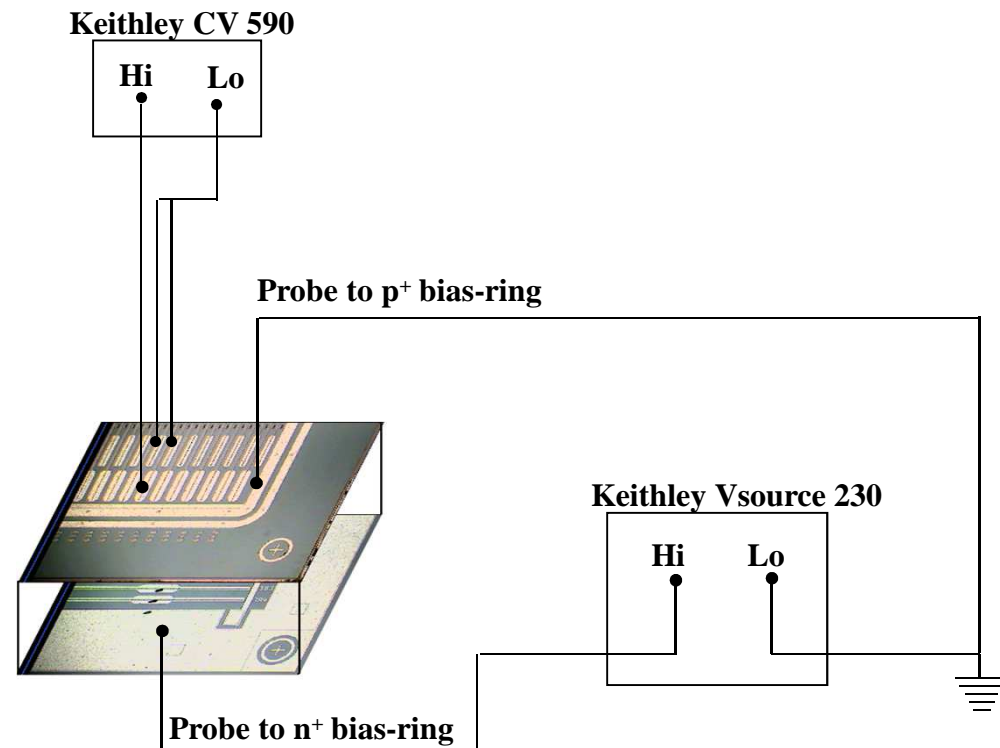 Keithley CV 590
Hi Lo
Probe to p⁺ bias-ring
Keithley Vsource 230
Hi Lo
Probe to n⁺ bias-ring